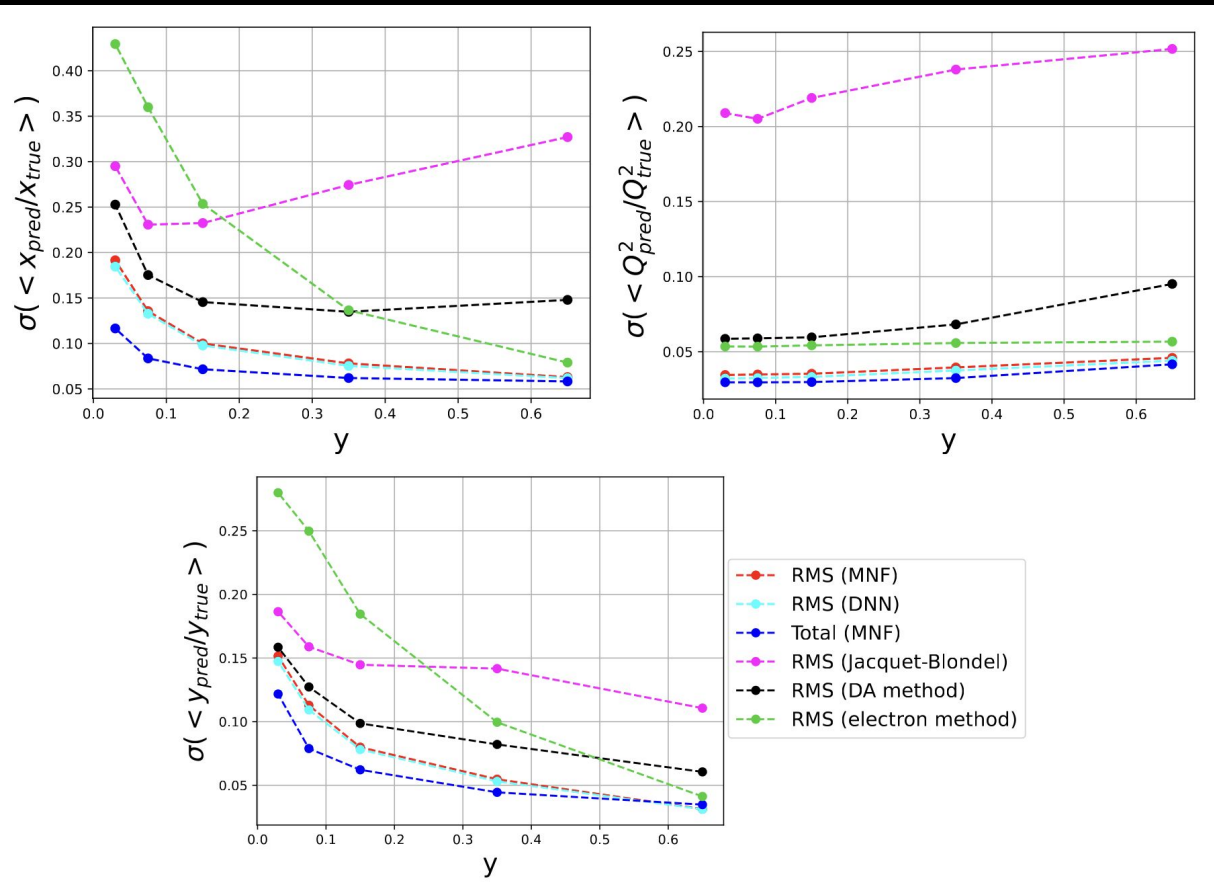 σ( < x_pred/x_true > )
0.40
0.35
0.30
0.25
0.20
0.15
0.10
0.05
0.0 0.1 0.2 0.3 0.4 0.5 0.6
y
σ( < Q²_pred/Q²_true > )
0.25
0.20
0.15
0.10
0.05
0.0 0.1 0.2 0.3 0.4 0.5 0.6
y
σ( < y_pred/y_true > )
0.25
0.20
0.15
0.10
0.05
0.0 0.1 0.2 0.3 0.4 0.5 0.6
y
RMS (MNF)
RMS (DNN)
Total (MNF)
RMS (Jacquet-Blondel)
RMS (DA method)
RMS (electron method)